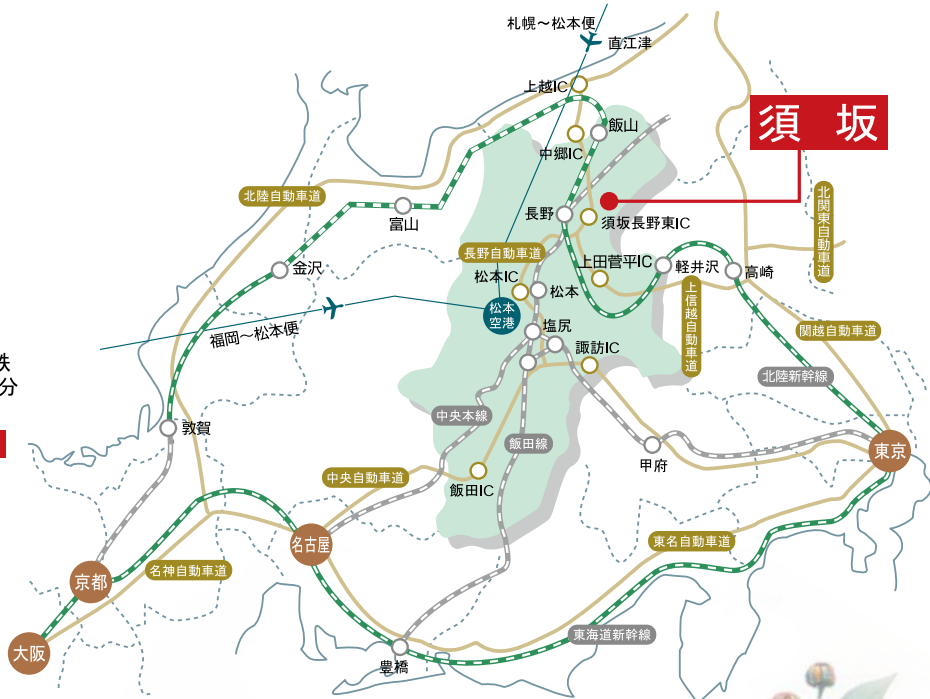 札幌～松本便
直江津
上越IC
須 坂
飯山
中郷IC
北陸自動車道
北関東自動車道
富山
長野
須坂長野東IC
長野自動車道
上田菅平IC
金沢
軽井沢
高崎
松本IC
松本
松本
空港
上信越自動車道
福岡～松本便
塩尻
関越自動車道
諏訪IC
鉄
分
北陸新幹線
中央本線
敦賀
飯田線
東京
甲府
中央自動車道
飯田IC
名古屋
東名自動車道
名神自動車道
京都
東海道新幹線
大阪
豊橋